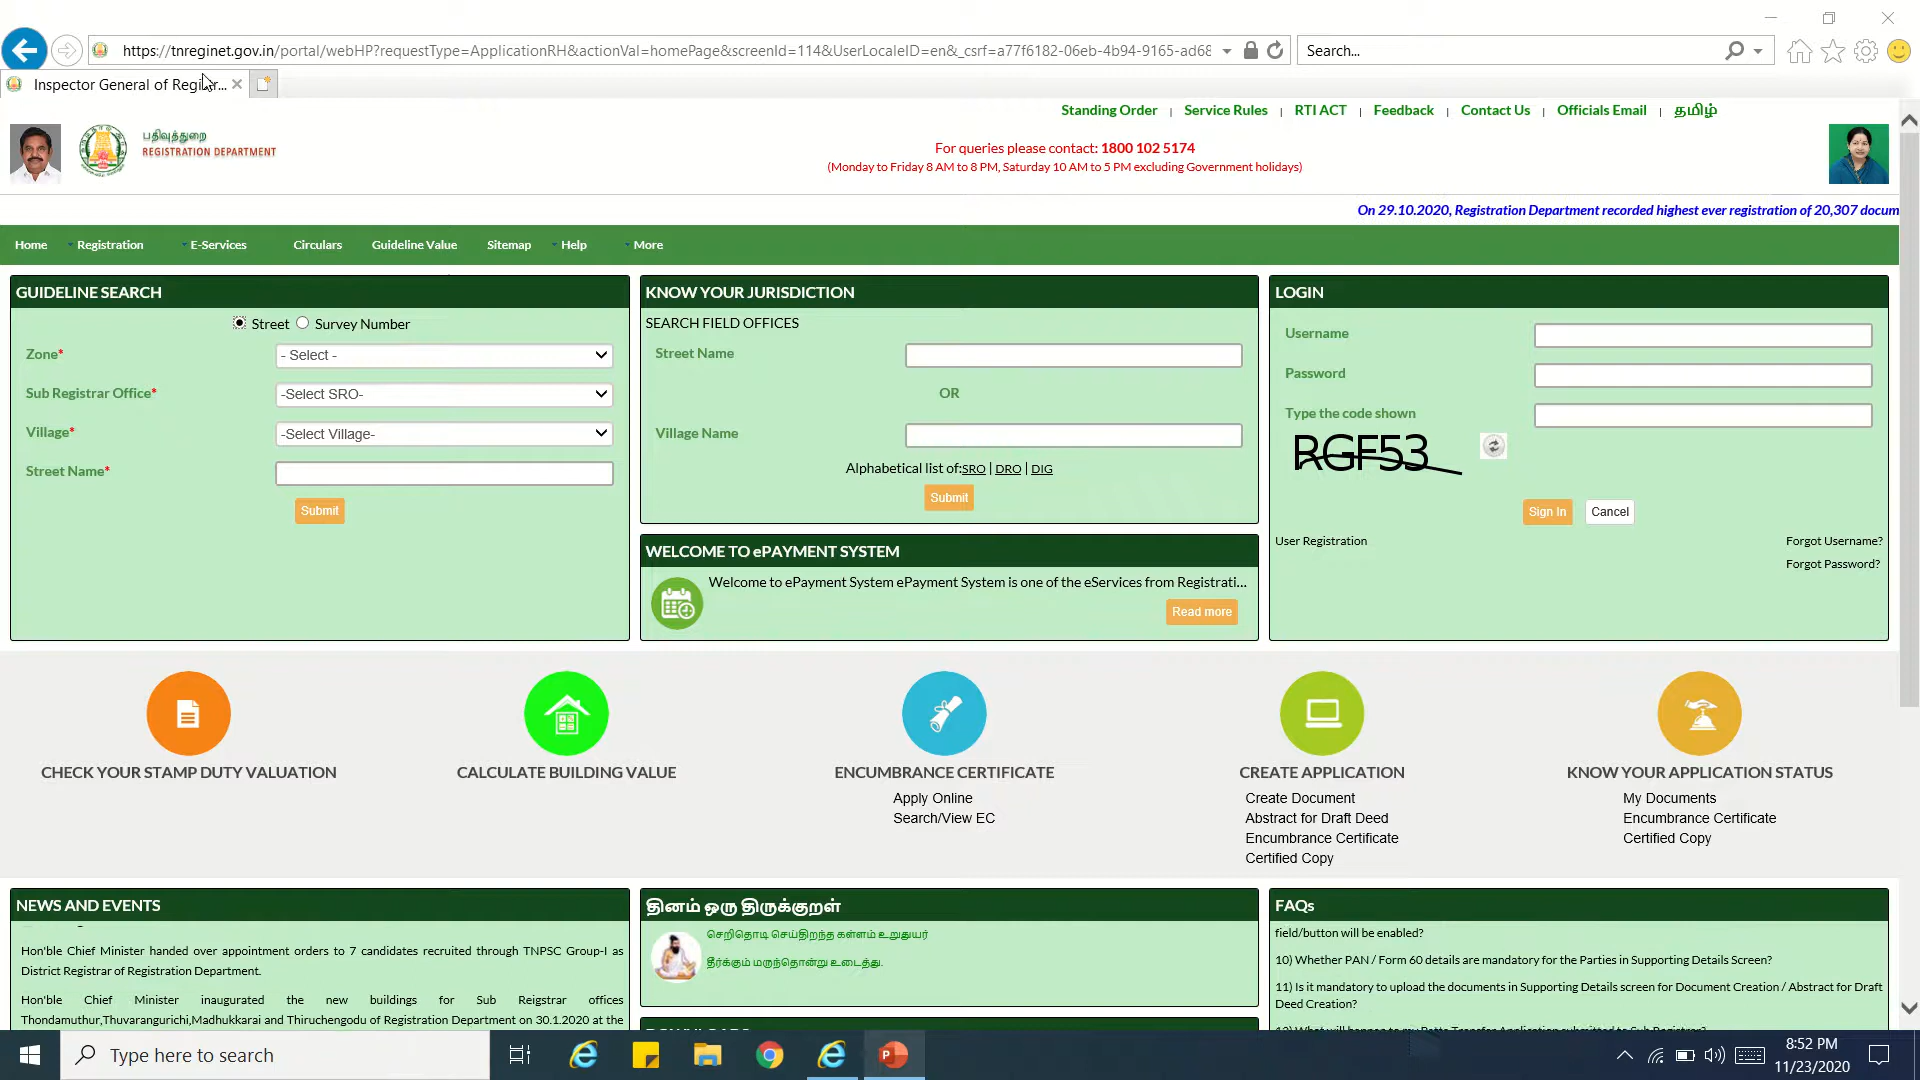 https://tnreginet.gov.in/portal/webHP?requestType=ApplicationRH&actionVal=homePage&screenId=114&UserLocaleID=en&_csrf=a77f6182-06eb-4b94-9165-ad68
Search...
Inspector General of Regi
Standing Order | Service Rules | RTI ACT | Feedback | Contact Us | Officials Email | தமிழ்
பதிவுத்துறை
REGISTRATION DEPARTMENT
For queries please contact: 1800 102 5174
(Monday to Friday 8 AM to 8 PM, Saturday 10 AM to 5 PM excluding Government holidays)
On 29.10.2020, Registration Department recorded highest ever registration of 20,307 docum
Home Registration E-Services Circulars Guideline Value Sitemap Help More
GUIDELINE SEARCH
Street Survey Number
Zone* - Select -
Sub Registrar Office* -Select SRO-
Village* -Select Village-
Street Name*
Submit
KNOW YOUR JURISDICTION
SEARCH FIELD OFFICES
Street Name
OR
Village Name
Alphabetical list of:SRO | DRO | DIG
Submit
WELCOME TO ePAYMENT SYSTEM
Welcome to ePayment System ePayment System is one of the eServices from Registrati...
Read more
LOGIN
Username
Password
Type the code shown
RGF53
Sign In Cancel
User Registration Forgot Username?
Forgot Password?
CHECK YOUR STAMP DUTY VALUATION
CALCULATE BUILDING VALUE
ENCUMBRANCE CERTIFICATE
Apply Online
Search/View EC
CREATE APPLICATION
Create Document
Abstract for Draft Deed
Encumbrance Certificate
Certified Copy
KNOW YOUR APPLICATION STATUS
My Documents
Encumbrance Certificate
Certified Copy
NEWS AND EVENTS
Hon'ble Chief Minister handed over appointment orders to 7 candidates recruited through TNPSC Group-I as
District Registrar of Registration Department.
Hon'ble Chief Minister inaugurated the new buildings for Sub Reigstrar offices
Thondamuthur,Thuvarangurichi,Madhukkarai and Thiruchengodu of Registration Department on 30.1.2020 at the
தினம் ஒரு திருக்குறள்
செறிதொடி செய்திறந்த கள்ளம் உறுதுயர்
தீர்க்கும் மருந்தொன்று உடைத்து.
FAQs
field/button will be enabled?
10) Whether PAN / Form 60 details are mandatory for the Parties in Supporting Details Screen?
11) Is it mandatory to upload the documents in Supporting Details screen for Document Creation / Abstract for Draft
Deed Creation?
Type here to search
8:52 PM
11/23/2020